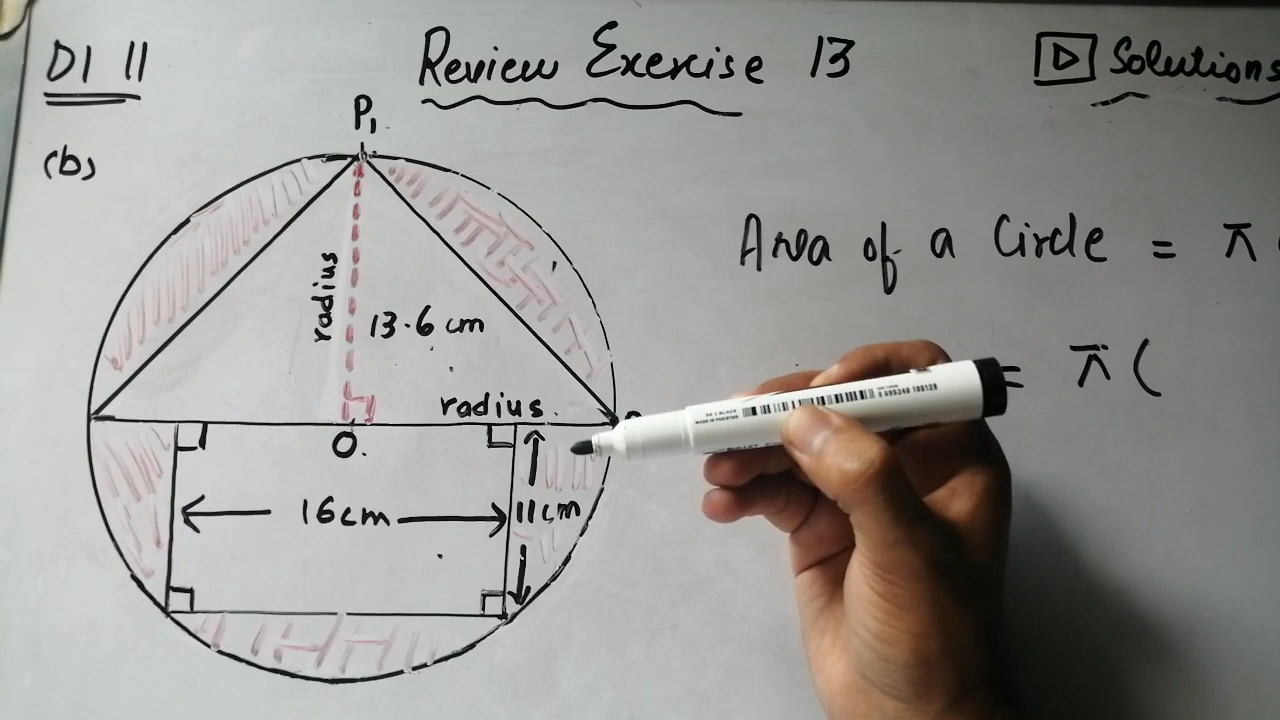 D1 11
Review Exercise 13
Solutions
(b)
P₁
Area of a Circle = π
radius
13.6 cm
= π (
radius
O.
16cm
11cm